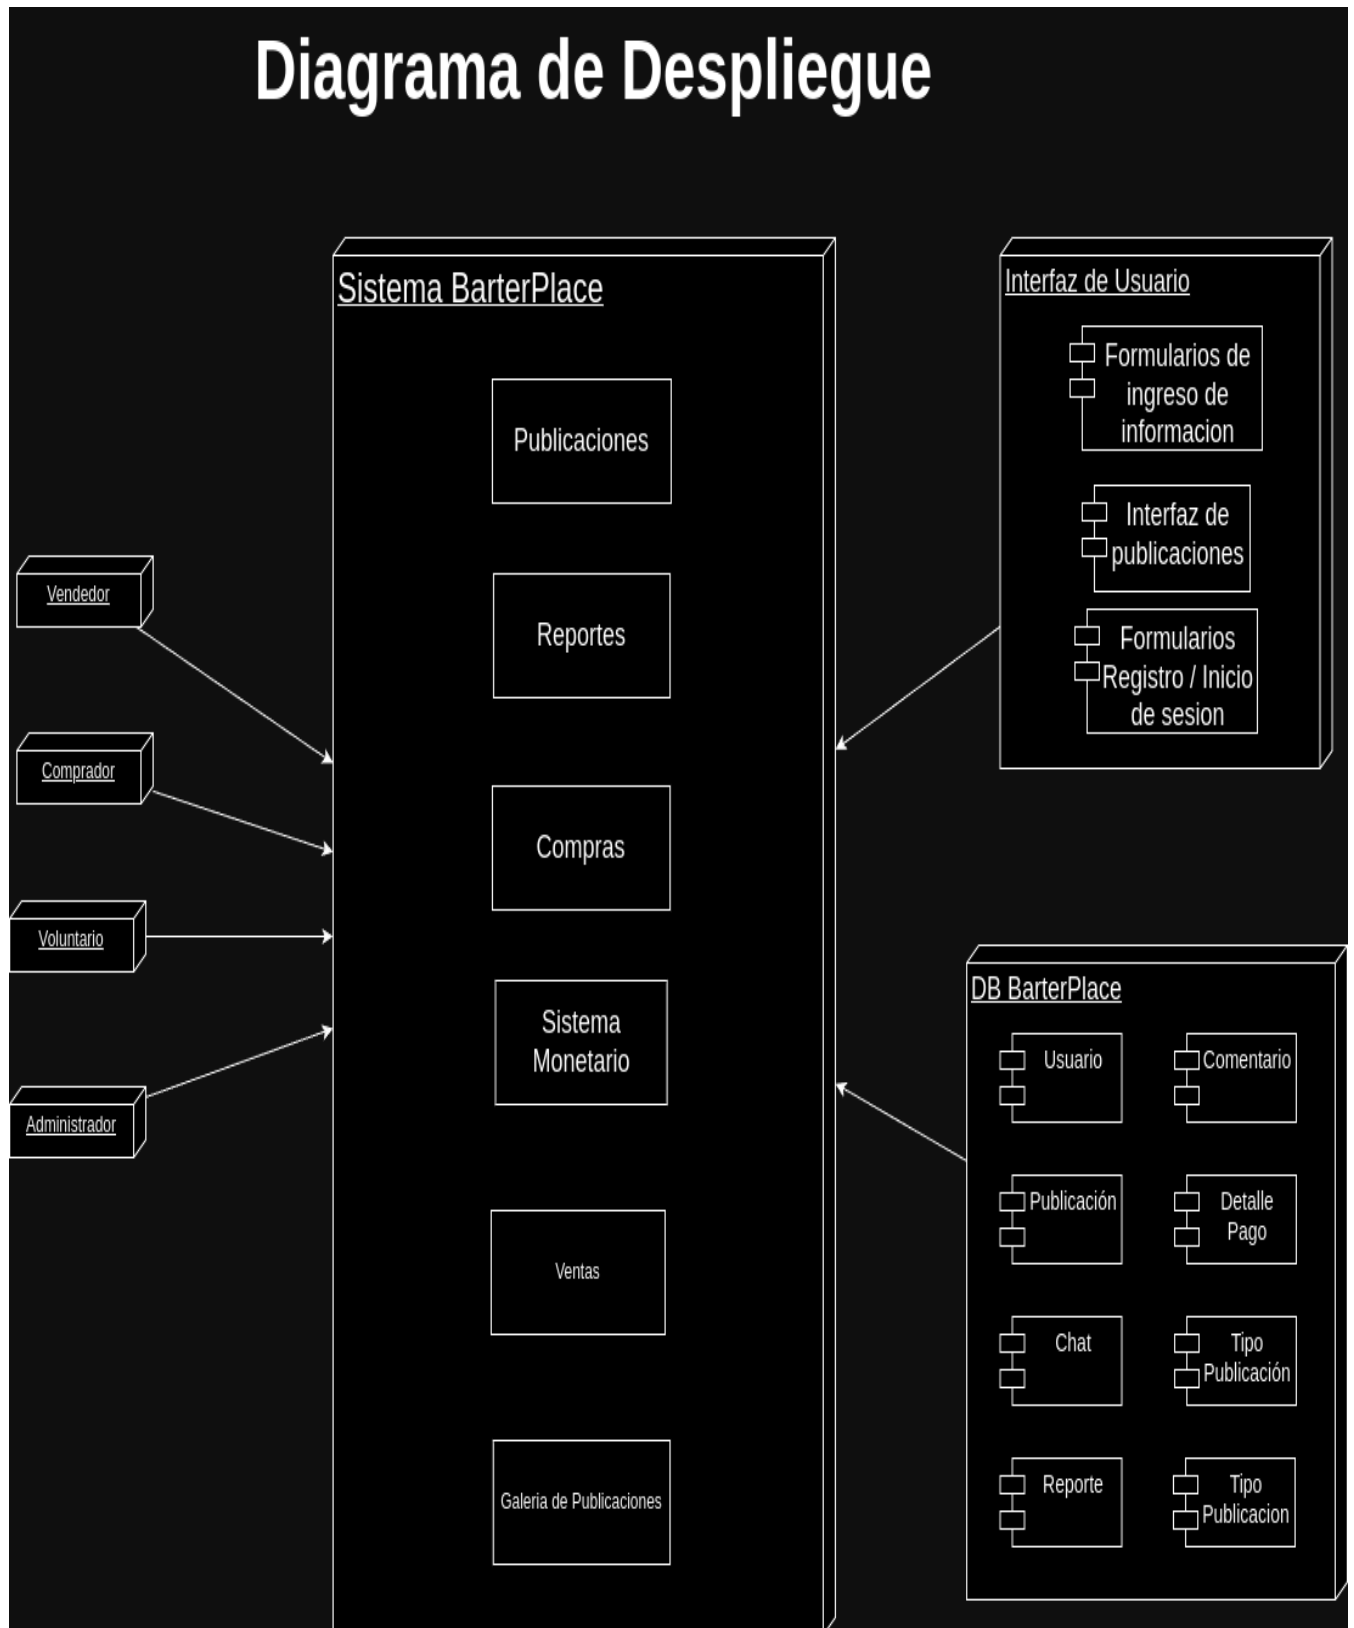 Diagrama de Despliegue
Sistema BarterPlace
Publicaciones
Reportes
Compras
Sistema
Monetario
Ventas
Galeria de Publicaciones
Vendedor
Comprador
Voluntario
Administrador
Interfaz de Usuario
Formularios de
ingreso de
informacion
Interfaz de
publicaciones
Formularios
Registro / Inicio
de sesion
DB BarterPlace
Usuario
Comentario
Publicación
Detalle
Pago
Chat
Tipo
Publicación
Reporte
Tipo
Publicacion